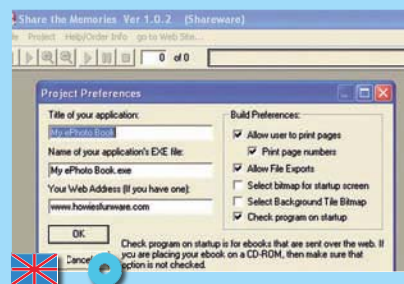 Share the Memories Ver 1.0.2 (Shareware)
Project Help/Order Info go to Web Site...
0 of 0
Project Preferences
Title of your application:
My ePhoto Book
Name of your application's EXE file:
My ePhoto Book.exe
Your Web Address (If you have one):
www.howiesfunware.com
OK
Cancel
Build Preferences:
Allow user to print pages
Print page numbers
Allow File Exports
Select bitmap for startup screen
Select Background Tile Bitmap
Check program on startup
Check program on startup is for ebooks that are sent over the web. If
you are placing your ebook on a CD-ROM, then make sure that
option is not checked.